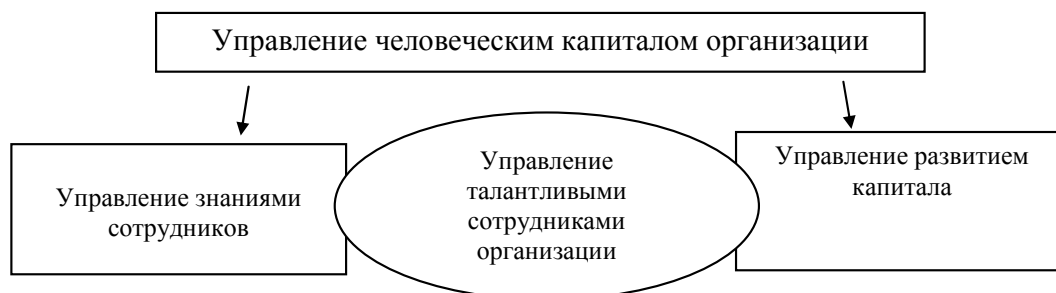 Управление человеческим капиталом организации
Управление знаниями
сотрудников
Управление
талантливыми
сотрудниками
организации
Управление развитием
капитала